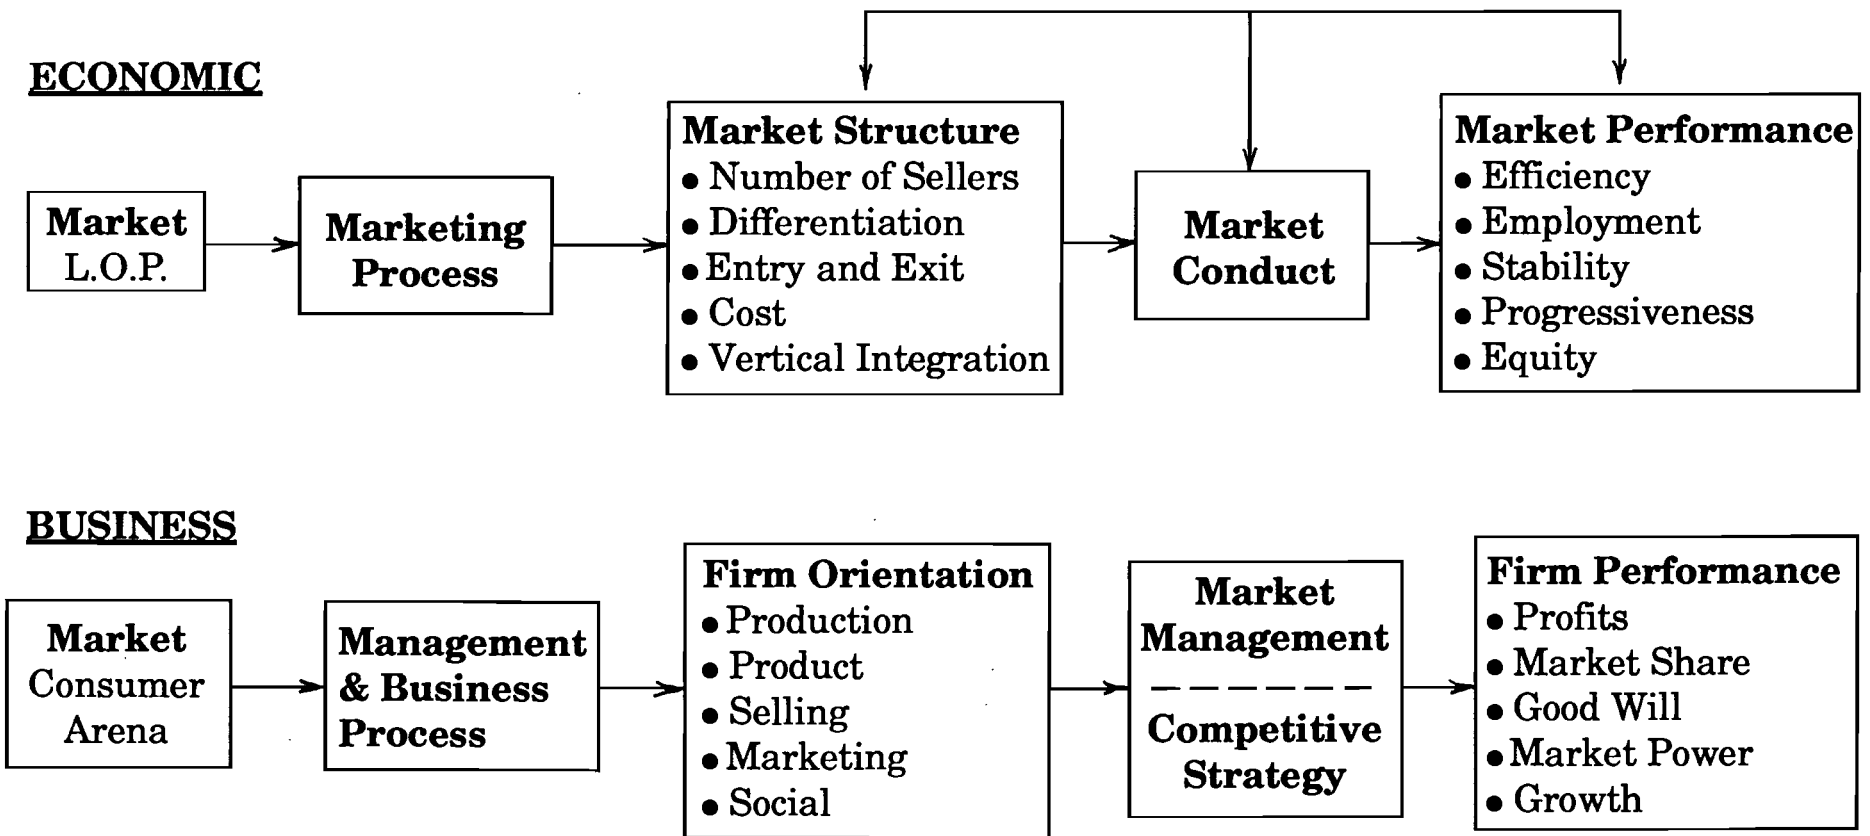 ECONOMIC
Market
L.O.P.
Marketing
Process
Market Structure
● Number of Sellers
● Differentiation
● Entry and Exit
● Cost
● Vertical Integration
Market
Conduct
Market Performance
● Efficiency
● Employment
● Stability
● Progressiveness
● Equity
BUSINESS
Market
Consumer
Arena
Management
& Business
Process
Firm Orientation
● Production
● Product
● Selling
● Marketing
● Social
Market
Management
Competitive
Strategy
Firm Performance
● Profits
● Market Share
● Good Will
● Market Power
● Growth